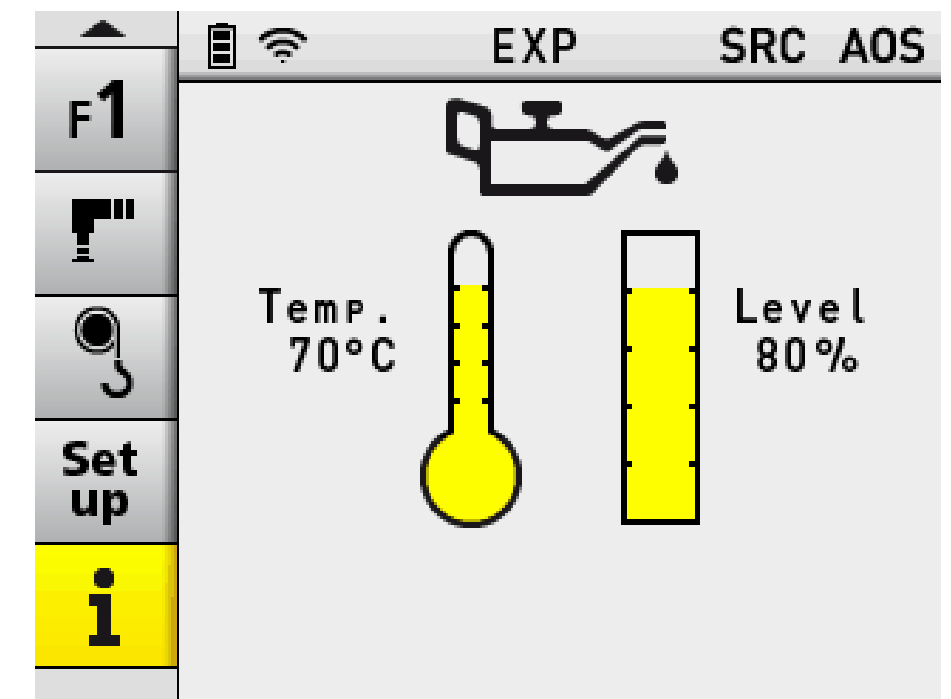 EXP SRC AOS
F1
Temp.
70°C
Level
80%
Set
up
i